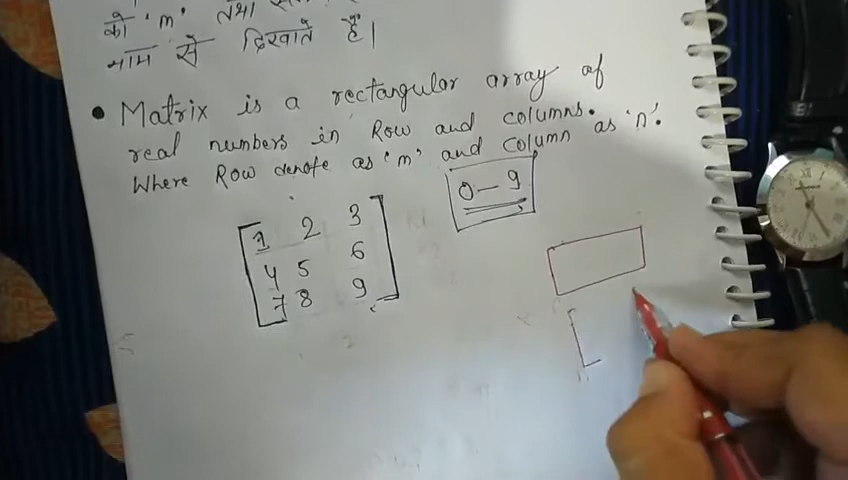 को 'm' तथा
नाम से दिखाते हैं।
• Matrix is a rectangular array of
real numbers in Row and columns.
Where Row denote as 'm' and column as 'n'.
0 — 9
1 2 3
4 5 6
7 8 9